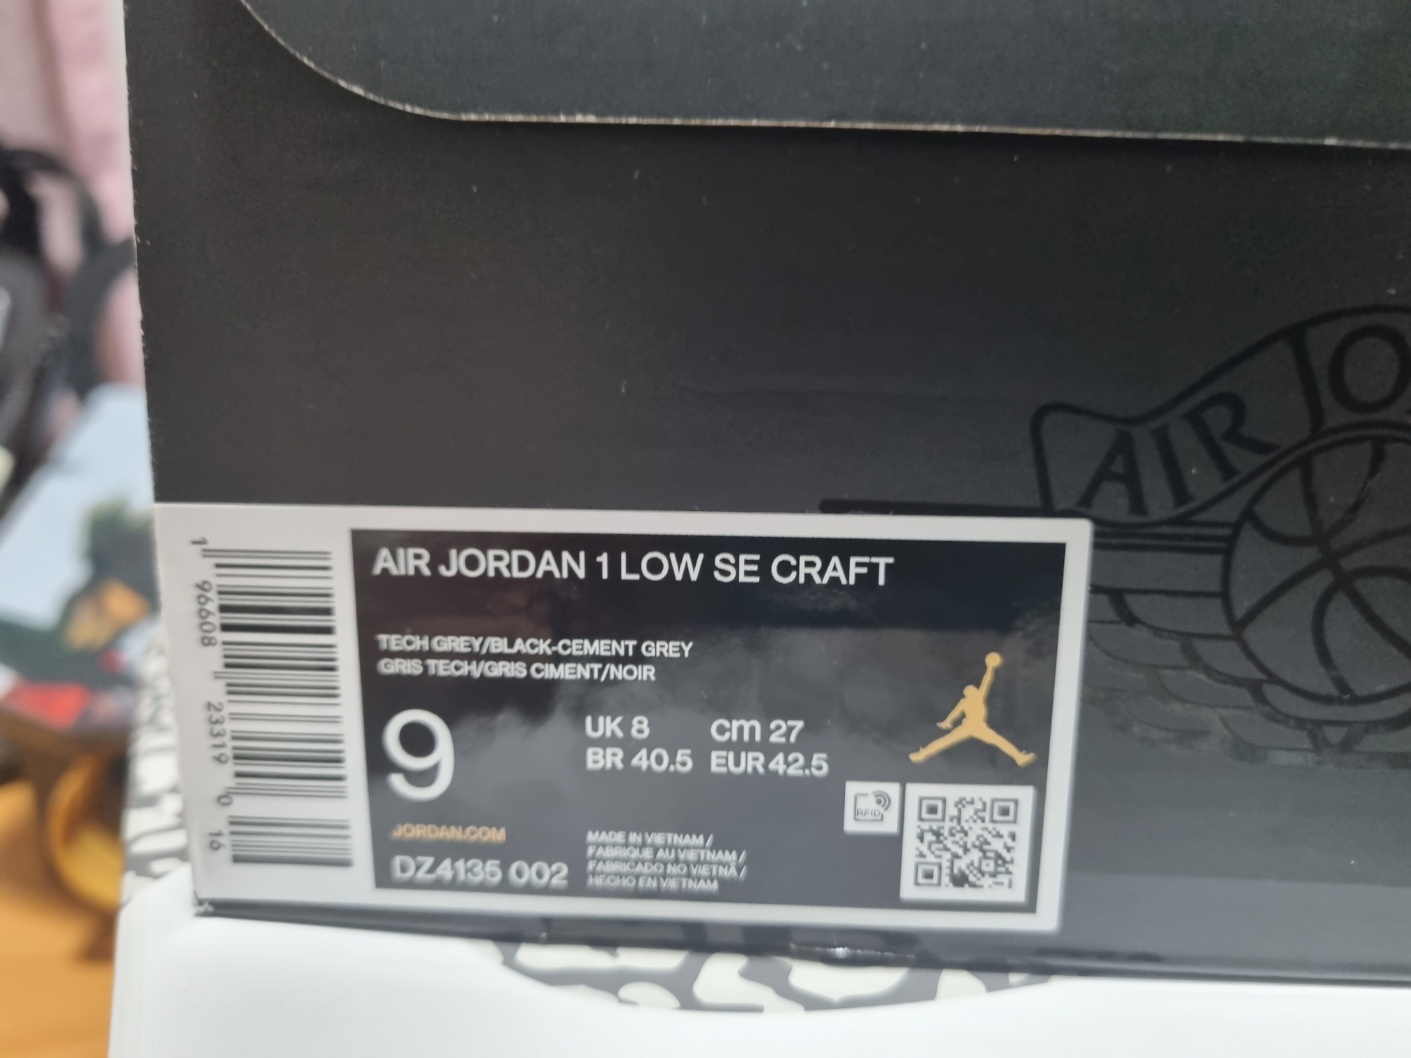 AIR JO
AIR JORDAN 1 LOW SE CRAFT
TECH GREY/BLACK-CEMENT GREY
GRIS TECH/GRIS CIMENT/NOIR
9
UK 8 cm 27
BR 40.5 EUR 42.5
RFID
JORDAN.COM
DZ4135 002
MADE IN VIETNAM /
FABRIQUE AU VIETNAM /
FABRICADO NO VIETNÃ /
HECHO EN VIETNAM
1 96608 23319 0 16